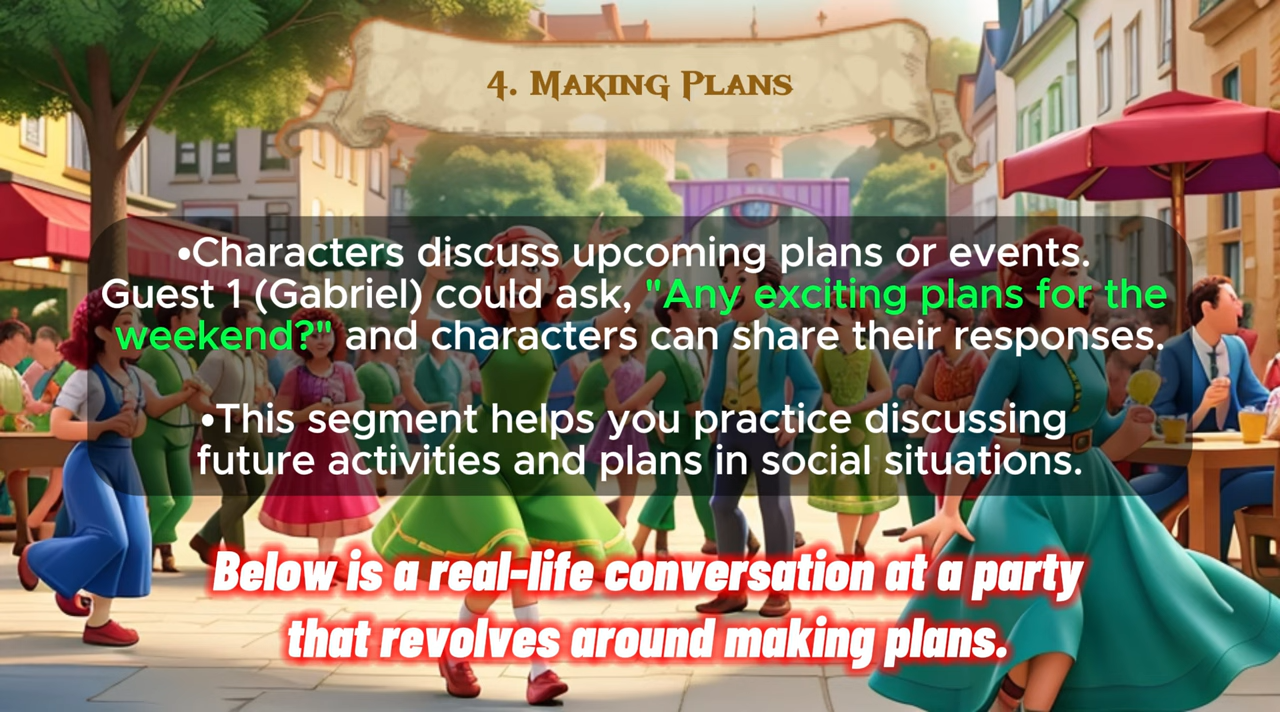 4. Making Plans
•Characters discuss upcoming plans or events.
Guest 1 (Gabriel) could ask, "Any exciting plans for the
weekend?" and characters can share their responses.
•This segment helps you practice discussing
future activities and plans in social situations.
Below is a real-life conversation at a party
that revolves around making plans.